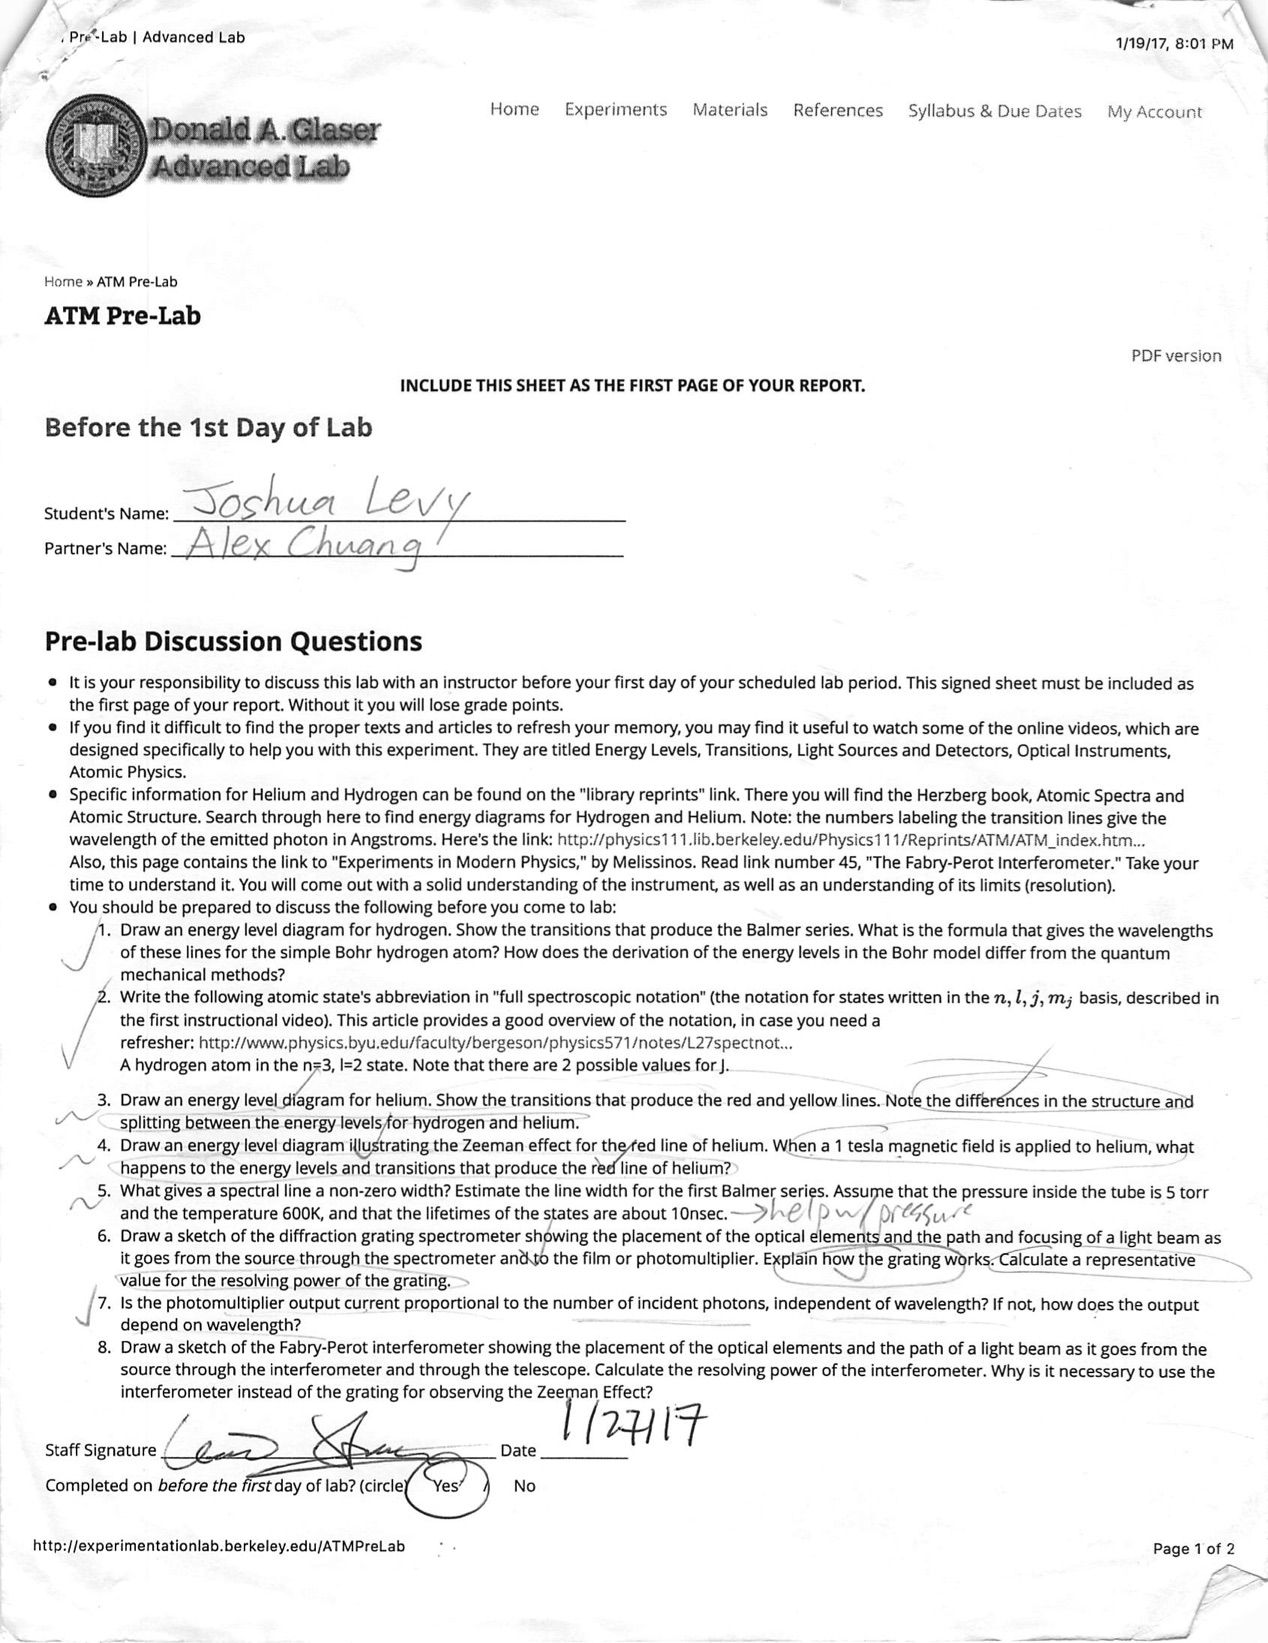 Pre-Lab | Advanced Lab
1/19/17, 8:01 PM
Home Experiments Materials References Syllabus & Due Dates My Account
Donald A. Glaser
Advanced Lab
Home » ATM Pre-Lab
ATM Pre-Lab
PDF version
INCLUDE THIS SHEET AS THE FIRST PAGE OF YOUR REPORT.
Before the 1st Day of Lab
Student's Name: Joshua Levy
Partner's Name: Alex Chuang
Pre-lab Discussion Questions
• It is your responsibility to discuss this lab with an instructor before your first day of your scheduled lab period. This signed sheet must be included as
the first page of your report. Without it you will lose grade points.
• If you find it difficult to find the proper texts and articles to refresh your memory, you may find it useful to watch some of the online videos, which are
designed specifically to help you with this experiment. They are titled Energy Levels, Transitions, Light Sources and Detectors, Optical Instruments,
Atomic Physics.
• Specific information for Helium and Hydrogen can be found on the "library reprints" link. There you will find the Herzberg book, Atomic Spectra and
Atomic Structure. Search through here to find energy diagrams for Hydrogen and Helium. Note: the numbers labeling the transition lines give the
wavelength of the emitted photon in Angstroms. Here's the link: http://physics111.lib.berkeley.edu/Physics111/Reprints/ATM/ATM_index.htm...
Also, this page contains the link to "Experiments in Modern Physics," by Melissinos. Read link number 45, "The Fabry-Perot Interferometer." Take your
time to understand it. You will come out with a solid understanding of the instrument, as well as an understanding of its limits (resolution).
• You should be prepared to discuss the following before you come to lab:
1. Draw an energy level diagram for hydrogen. Show the transitions that produce the Balmer series. What is the formula that gives the wavelengths
of these lines for the simple Bohr hydrogen atom? How does the derivation of the energy levels in the Bohr model differ from the quantum
mechanical methods?
2. Write the following atomic state's abbreviation in "full spectroscopic notation" (the notation for states written in the n, l, j, mj basis, described in
the first instructional video). This article provides a good overview of the notation, in case you need a
refresher: http://www.physics.byu.edu/faculty/bergeson/physics571/notes/L27spectnot...
A hydrogen atom in the n=3, l=2 state. Note that there are 2 possible values for J.
3. Draw an energy level diagram for helium. Show the transitions that produce the red and yellow lines. Note the differences in the structure and
splitting between the energy levels for hydrogen and helium.
4. Draw an energy level diagram illustrating the Zeeman effect for the red line of helium. When a 1 tesla magnetic field is applied to helium, what
happens to the energy levels and transitions that produce the red line of helium?
5. What gives a spectral line a non-zero width? Estimate the line width for the first Balmer series. Assume that the pressure inside the tube is 5 torr
and the temperature 600K, and that the lifetimes of the states are about 10nsec. → help w/ pressure
6. Draw a sketch of the diffraction grating spectrometer showing the placement of the optical elements and the path and focusing of a light beam as
it goes from the source through the spectrometer and to the film or photomultiplier. Explain how the grating works. Calculate a representative
value for the resolving power of the grating.
7. Is the photomultiplier output current proportional to the number of incident photons, independent of wavelength? If not, how does the output
depend on wavelength?
8. Draw a sketch of the Fabry-Perot interferometer showing the placement of the optical elements and the path of a light beam as it goes from the
source through the interferometer and through the telescope. Calculate the resolving power of the interferometer. Why is it necessary to use the
interferometer instead of the grating for observing the Zeeman Effect?
Staff Signature Date 1/27/17
Completed on before the first day of lab? (circle) Yes No
http://experimentationlab.berkeley.edu/ATMPreLab
Page 1 of 2